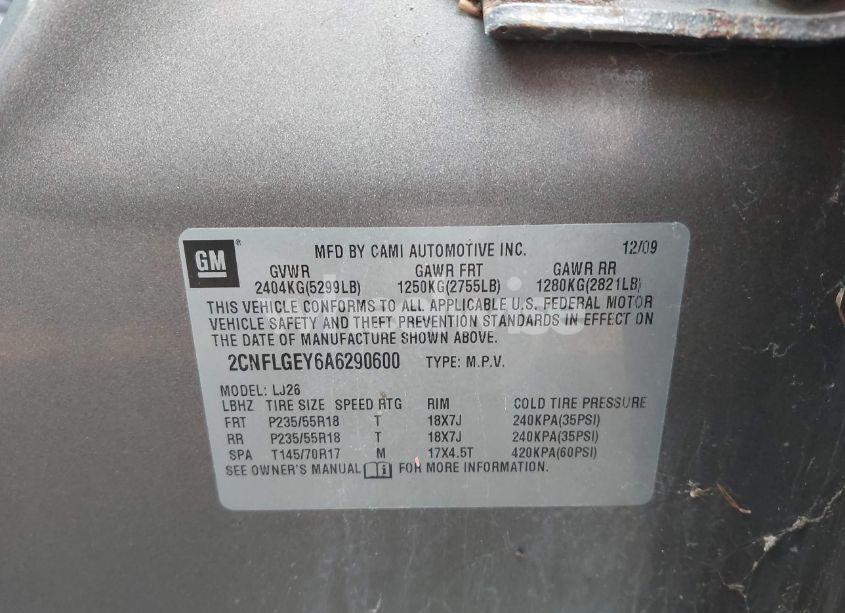 GM ® MFD BY CAMI AUTOMOTIVE INC. 12/09
GVWR GAWR FRT GAWR RR
2404KG(5299LB) 1250KG(2755LB) 1280KG(2821LB)
THIS VEHICLE CONFORMS TO ALL APPLICABLE U.S. FEDERAL MOTOR
VEHICLE SAFETY AND THEFT PREVENTION STANDARDS IN EFFECT ON
THE DATE OF MANUFACTURE SHOWN ABOVE.
2CNFLGEY6A6290600 TYPE: M.P.V.
MODEL: LJ26
LBHZ TIRE SIZE SPEED RTG RIM COLD TIRE PRESSURE
FRT P235/55R18 T 18X7J 240KPA(35PSI)
RR P235/55R18 T 18X7J 240KPA(35PSI)
SPA T145/70R17 M 17X4.5T 420KPA(60PSI)
SEE OWNER'S MANUAL FOR MORE INFORMATION.